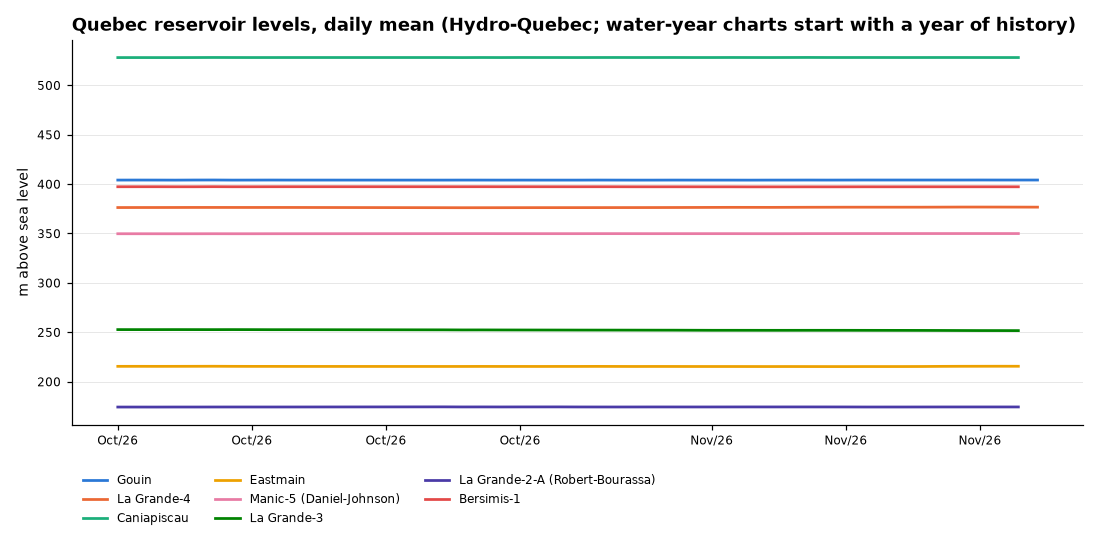 Quebec reservoir levels, daily mean (Hydro-Quebec; water-year charts start with a year of history)
m above sea level
500
450
400
350
300
250
200
Oct/26 Oct/26 Oct/26 Oct/26 Nov/26 Nov/26 Nov/26
Gouin Eastmain La Grande-2-A (Robert-Bourassa)
La Grande-4 Manic-5 (Daniel-Johnson) Bersimis-1
Caniapiscau La Grande-3